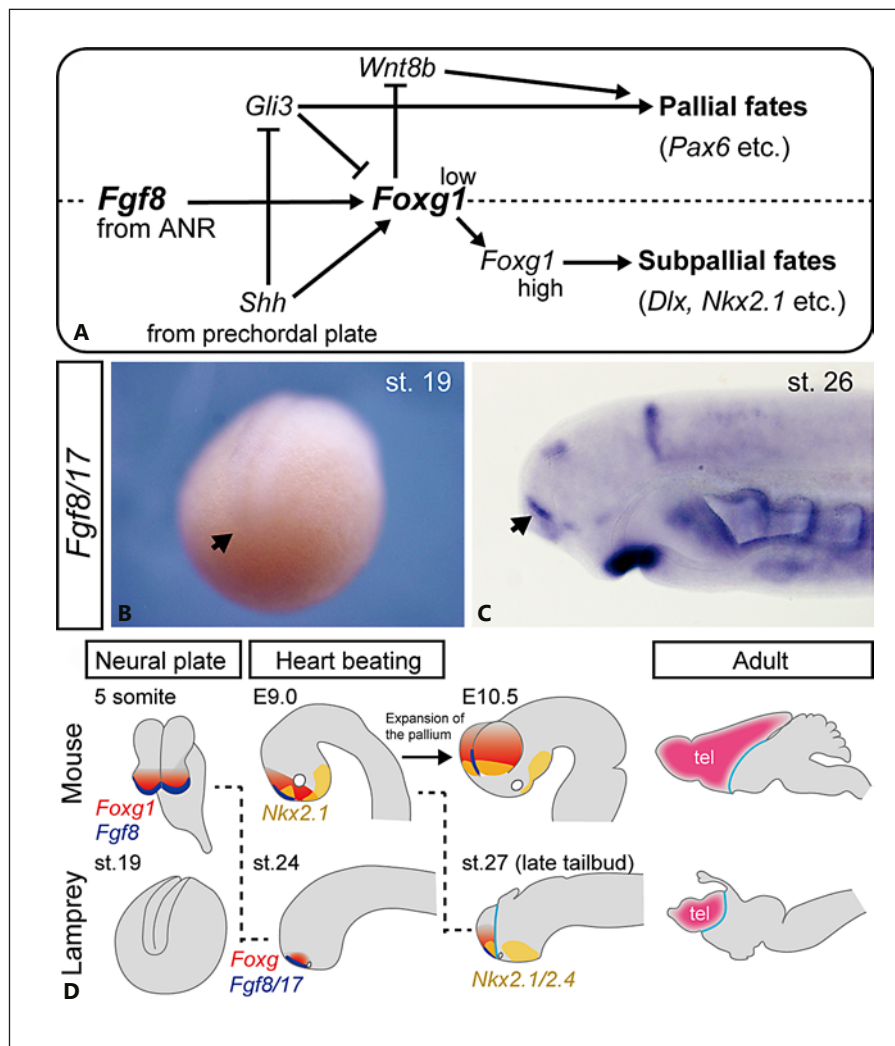 Wnt8b
Gli3
Pallial fates
(Pax6 etc.)
low
Fgf8
Foxg1
from ANR
Foxg1
Subpallial fates
high
(Dlx, Nkx2.1 etc.)
Shh
from prechordal plate
A
Fgf8/17
st. 19
B
st. 26
C
Neural plate
Heart beating
Adult
Mouse
5 somite
E9.0
Expansion of
the pallium
E10.5
Foxg1
Fgf8
Nkx2.1
tel
Lamprey
st.19
st.24
st.27 (late tailbud)
Foxg
Fgf8/17
Nkx2.1/2.4
tel
D